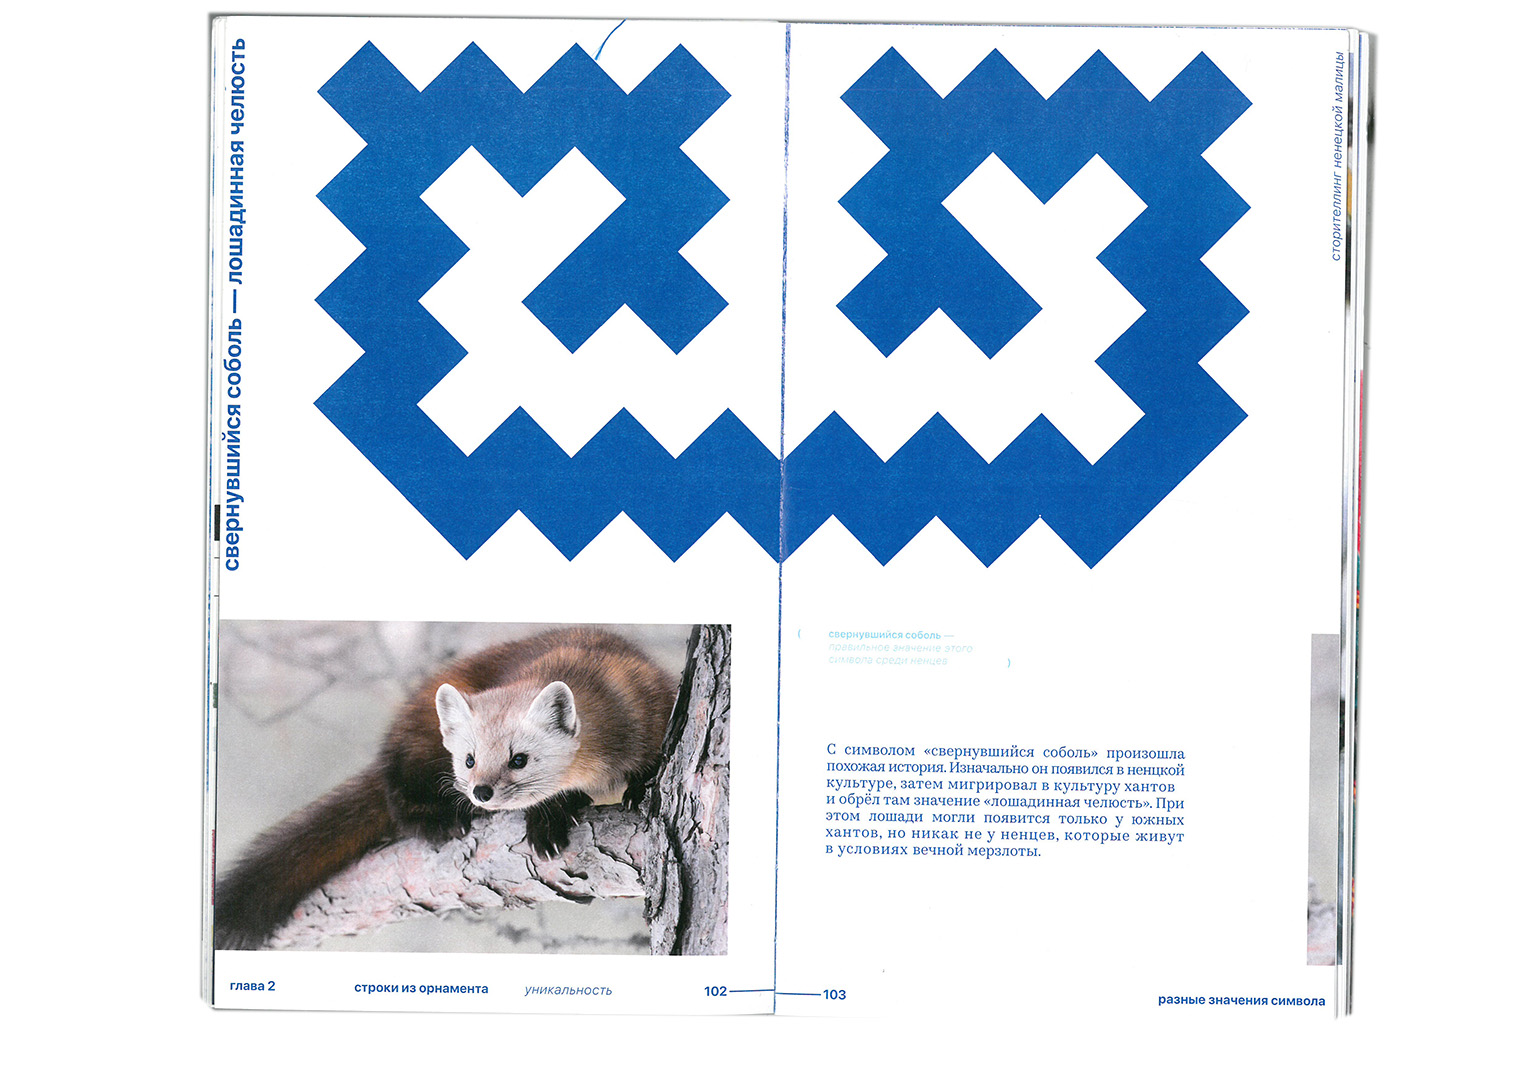 свернувшийся соболь — лошадинная челюсть
сторителлинг ненецкой малицы
( свернувшийся соболь —
правильное значение этого
символа среди ненцев )
С символом «свернувшийся соболь» произошла
похожая история. Изначально он появился в ненцкой
культуре, затем мигрировал в культуру хантов
и обрёл там значение «лошадинная челюсть». При
этом лошади могли появится только у южных
хантов, но никак не у ненцев, которые живут
в условиях вечной мерзлоты.
глава 2 строки из орнамента уникальность 102 — 103 разные значения символа